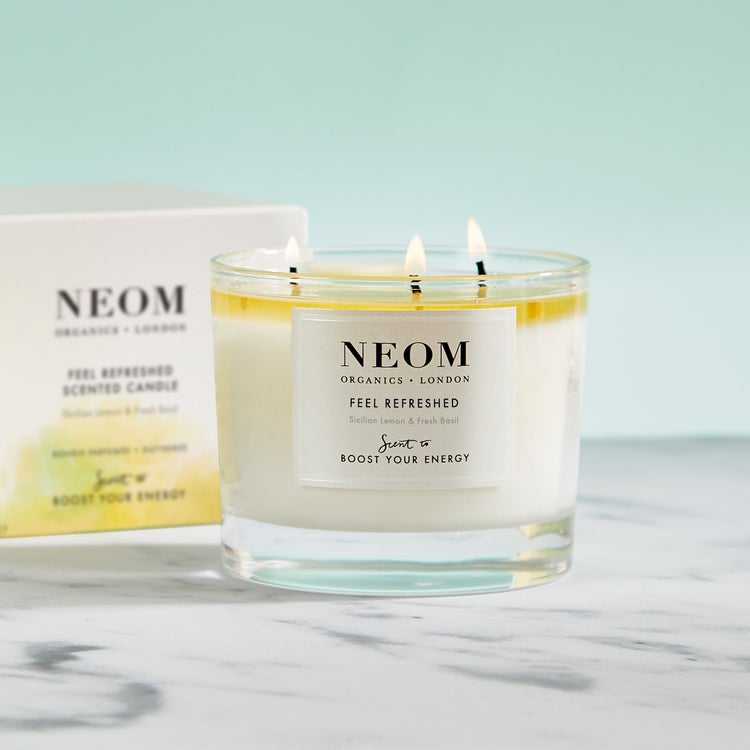 NEOM
ORGANICS • LONDON
FEEL REFRESHED
SCENTED CANDLE
Sicilian Lemon & Fresh Basil
BOUGIE PARFUMÉE • DUFTKERZE
Scent to
BOOST YOUR ENERGY
NEOM
ORGANICS • LONDON
FEEL REFRESHED
Sicilian Lemon & Fresh Basil
Scent to
BOOST YOUR ENERGY